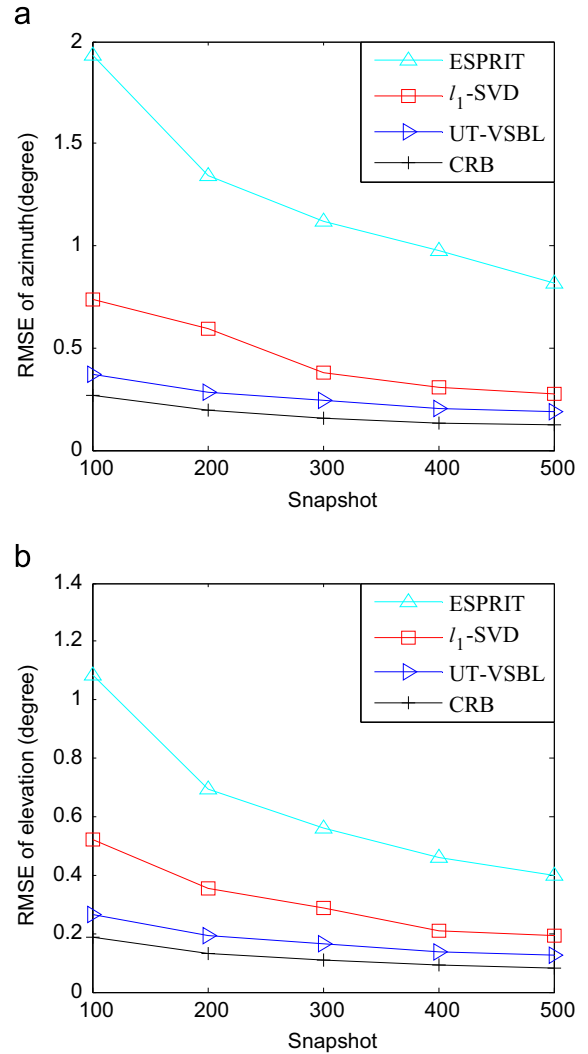 a
2
1.5
1
0.5
0
RMSE of azimuth(degree)
ESPRIT
l1-SVD
UT-VSBL
CRB
100 200 300 400 500
Snapshot
b
1.4
1.2
1
0.8
0.6
0.4
0.2
0
RMSE of elevation (degree)
ESPRIT
l1-SVD
UT-VSBL
CRB
100 200 300 400 500
Snapshot